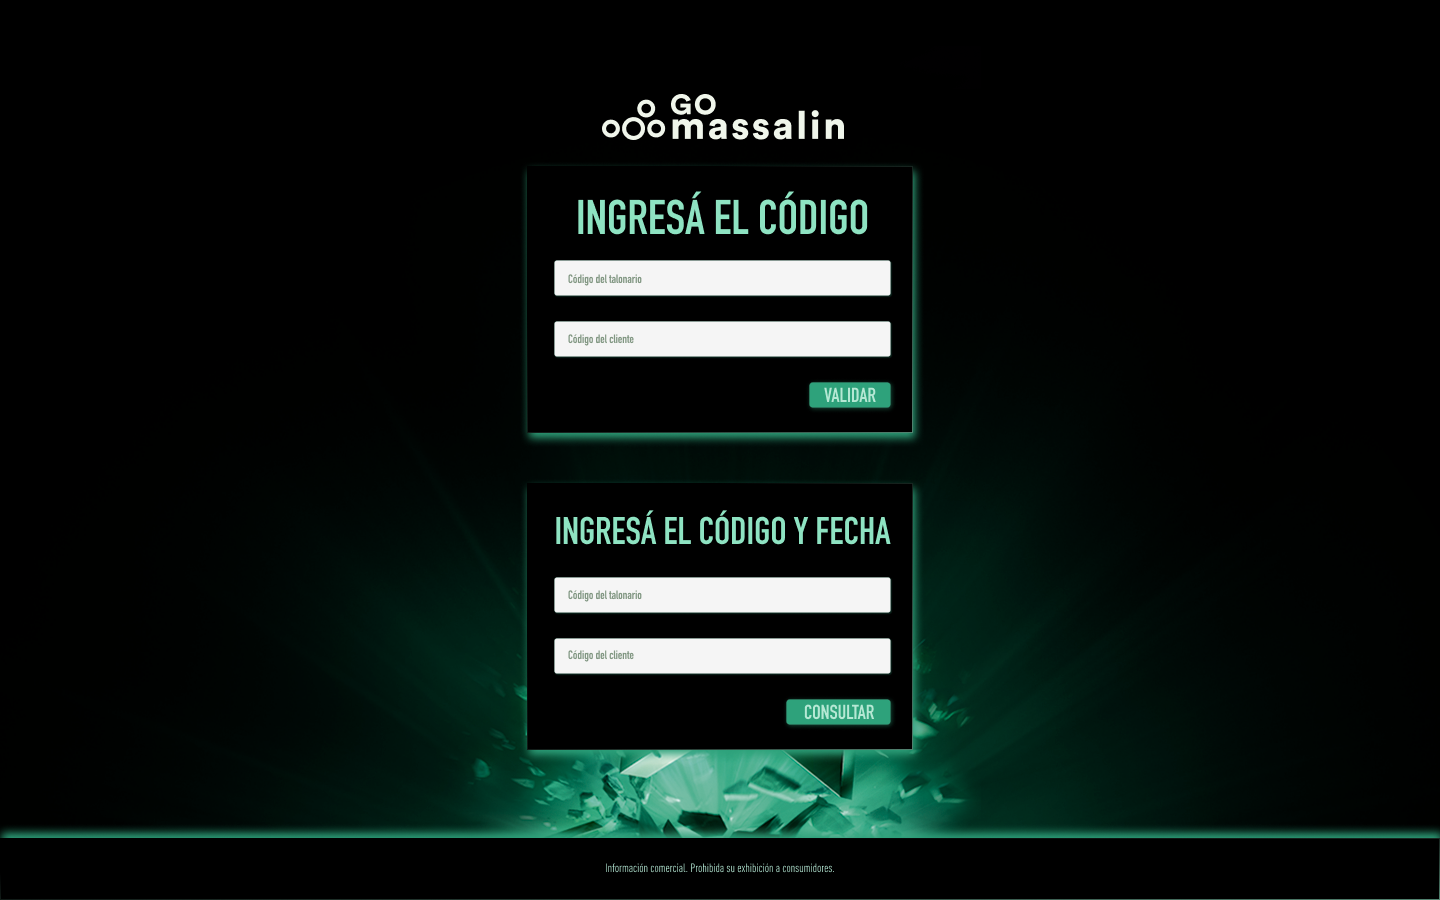 GO
massalin
INGRESÁ EL CÓDIGO
Código del talonario
Código del cliente
VALIDAR
INGRESÁ EL CÓDIGO Y FECHA
Código del talonario
Código del cliente
CONSULTAR
Información comercial. Prohibida su exhibición a consumidores.